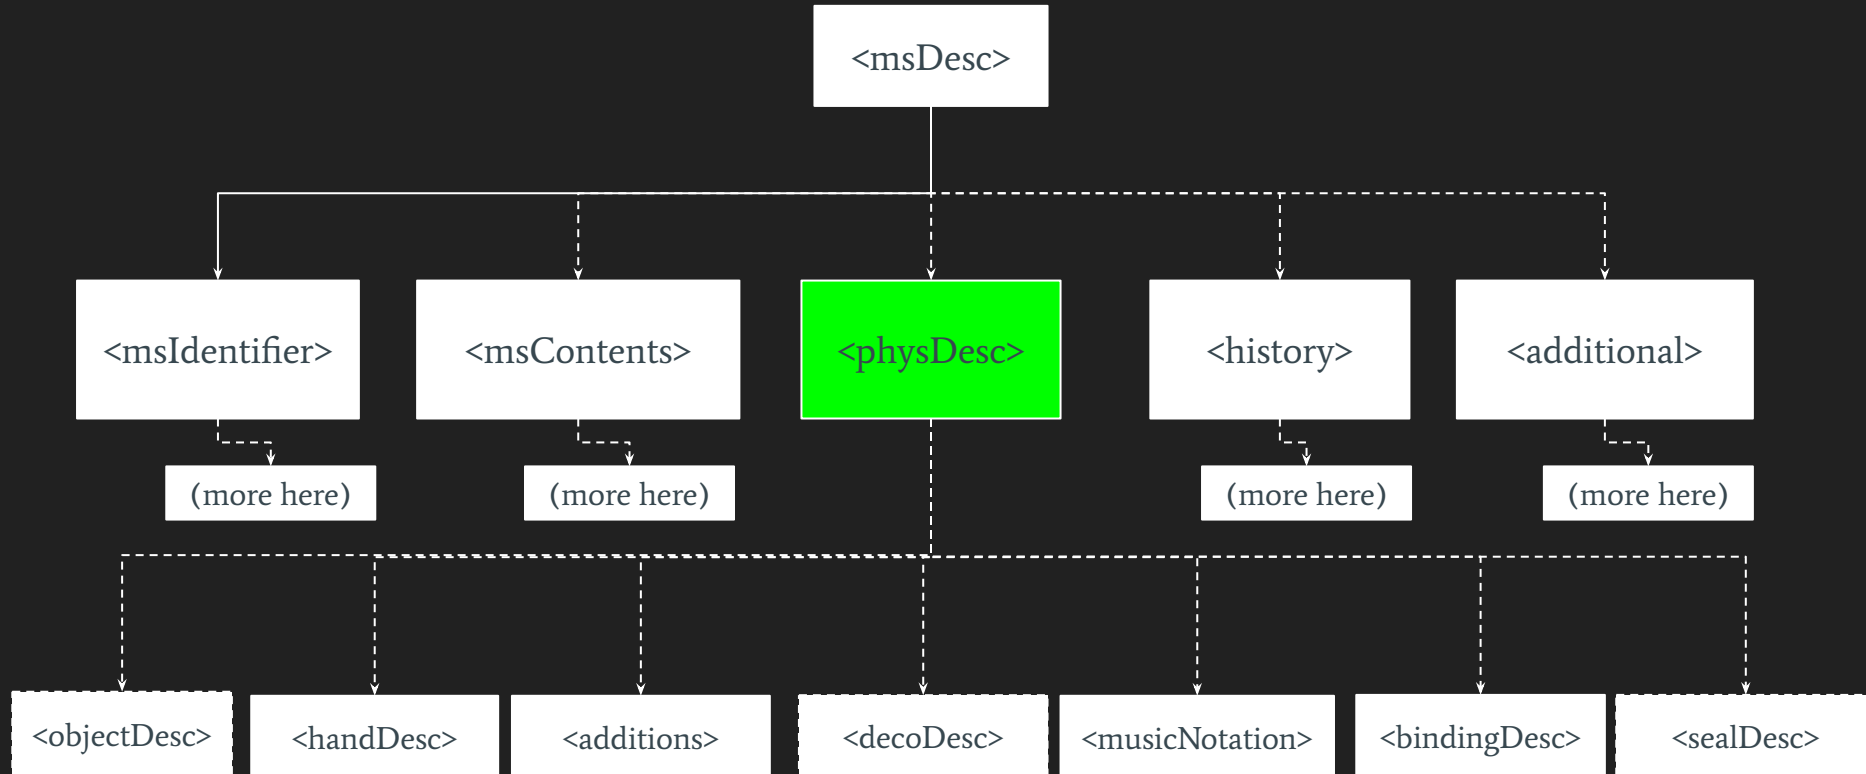 <msDesc>
<msIdentifier>
<msContents>
<physDesc>
<history>
<additional>
(more here)
(more here)
(more here)
(more here)
<objectDesc>
<handDesc>
<additions>
<decoDesc>
<musicNotation>
<bindingDesc>
<sealDesc>